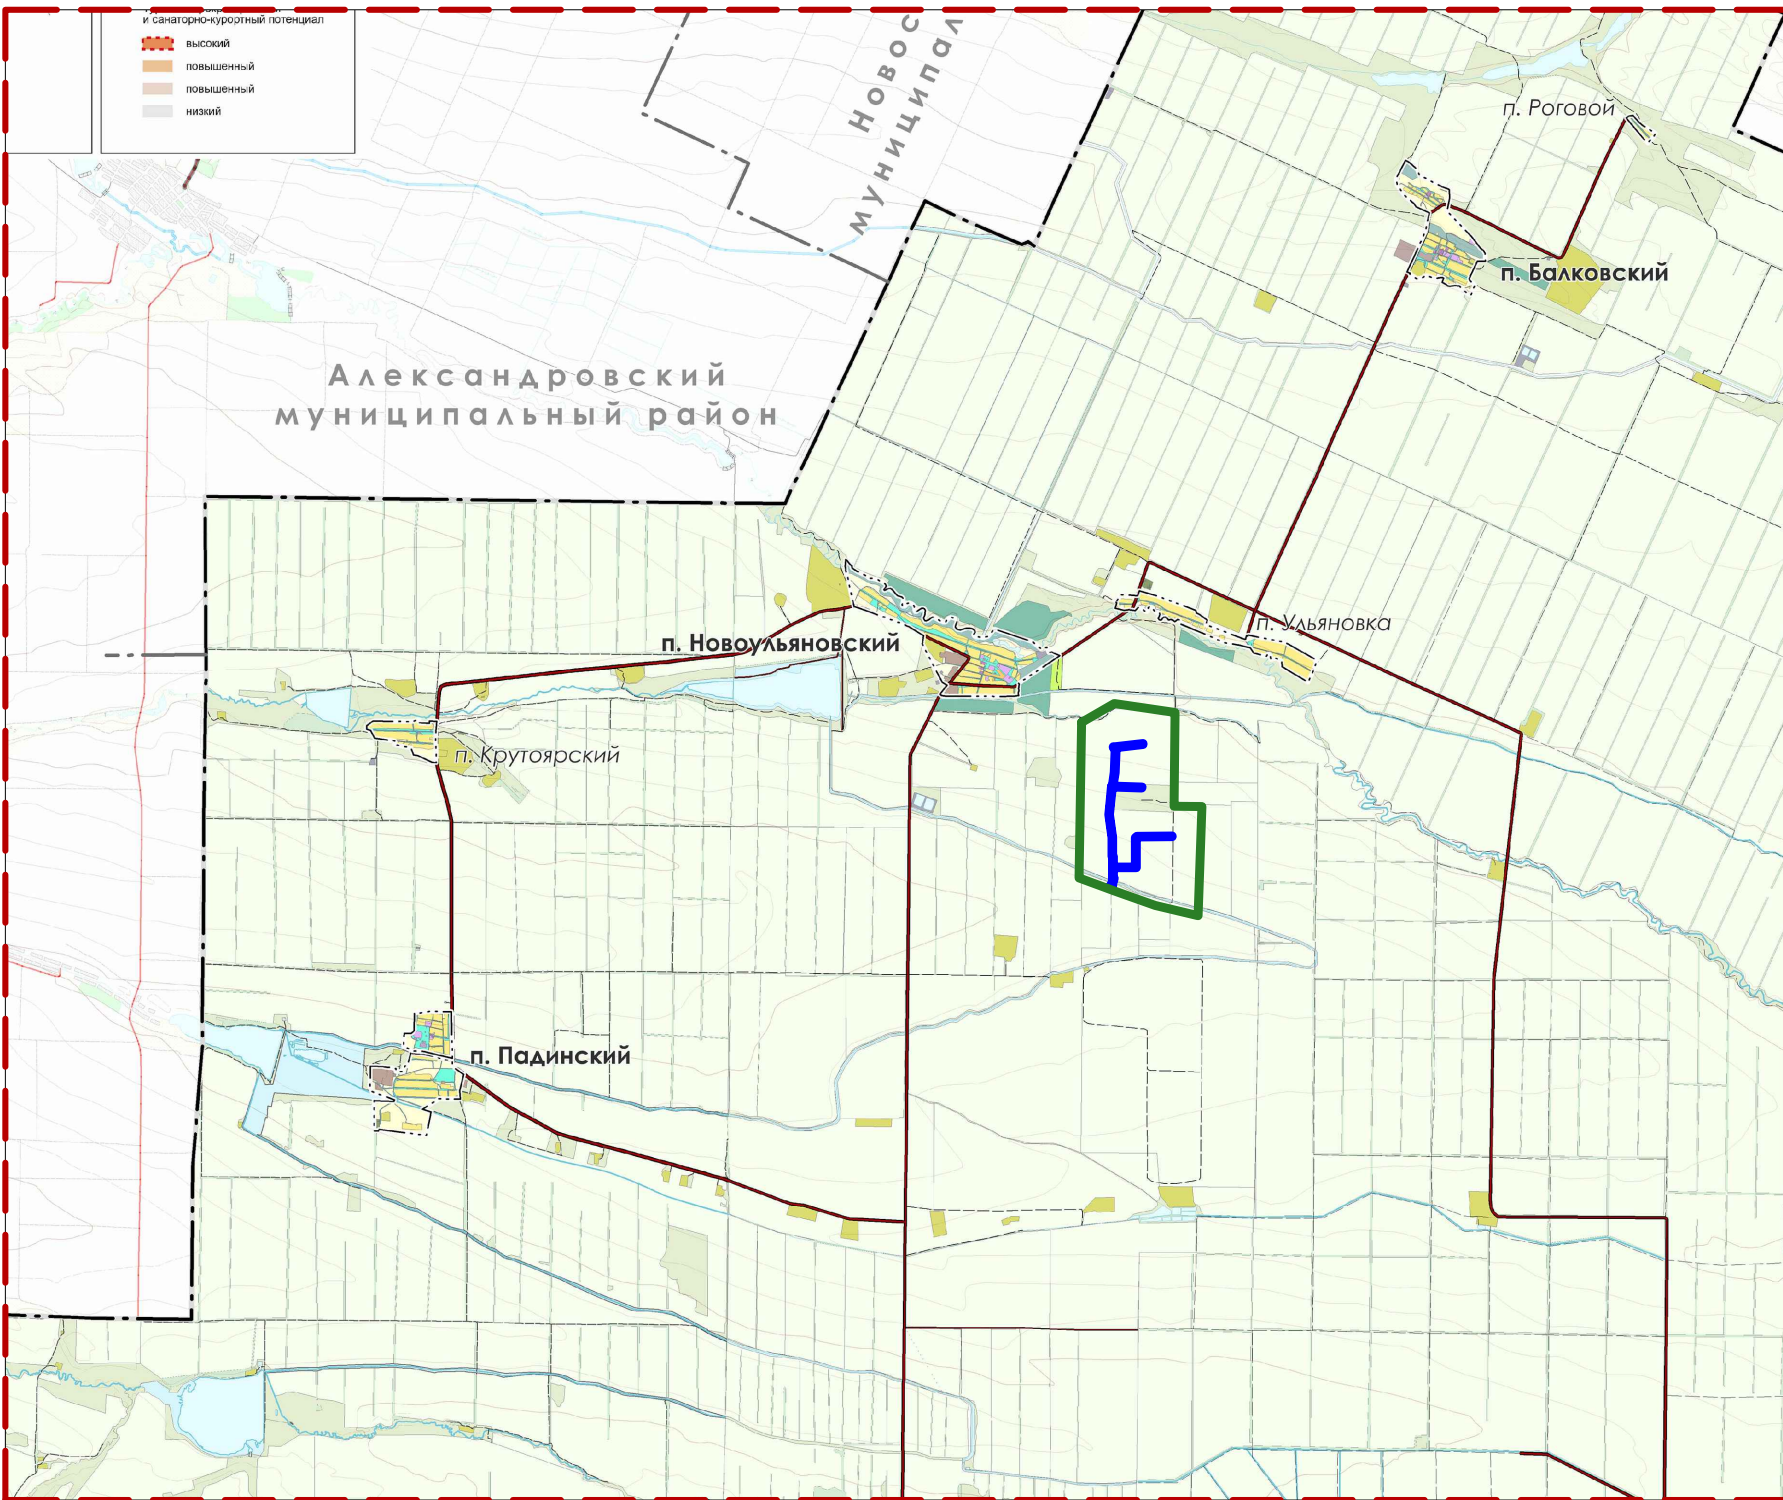 и санаторно-курортный потенциал
высокий
повышенный
повышенный
низкий
Новос
муниципал
п. Роговой
п. Балковский
Александровский
муниципальный район
п. Ульяновка
п. Новоульяновский
п. Крутоярский
п. Падинский